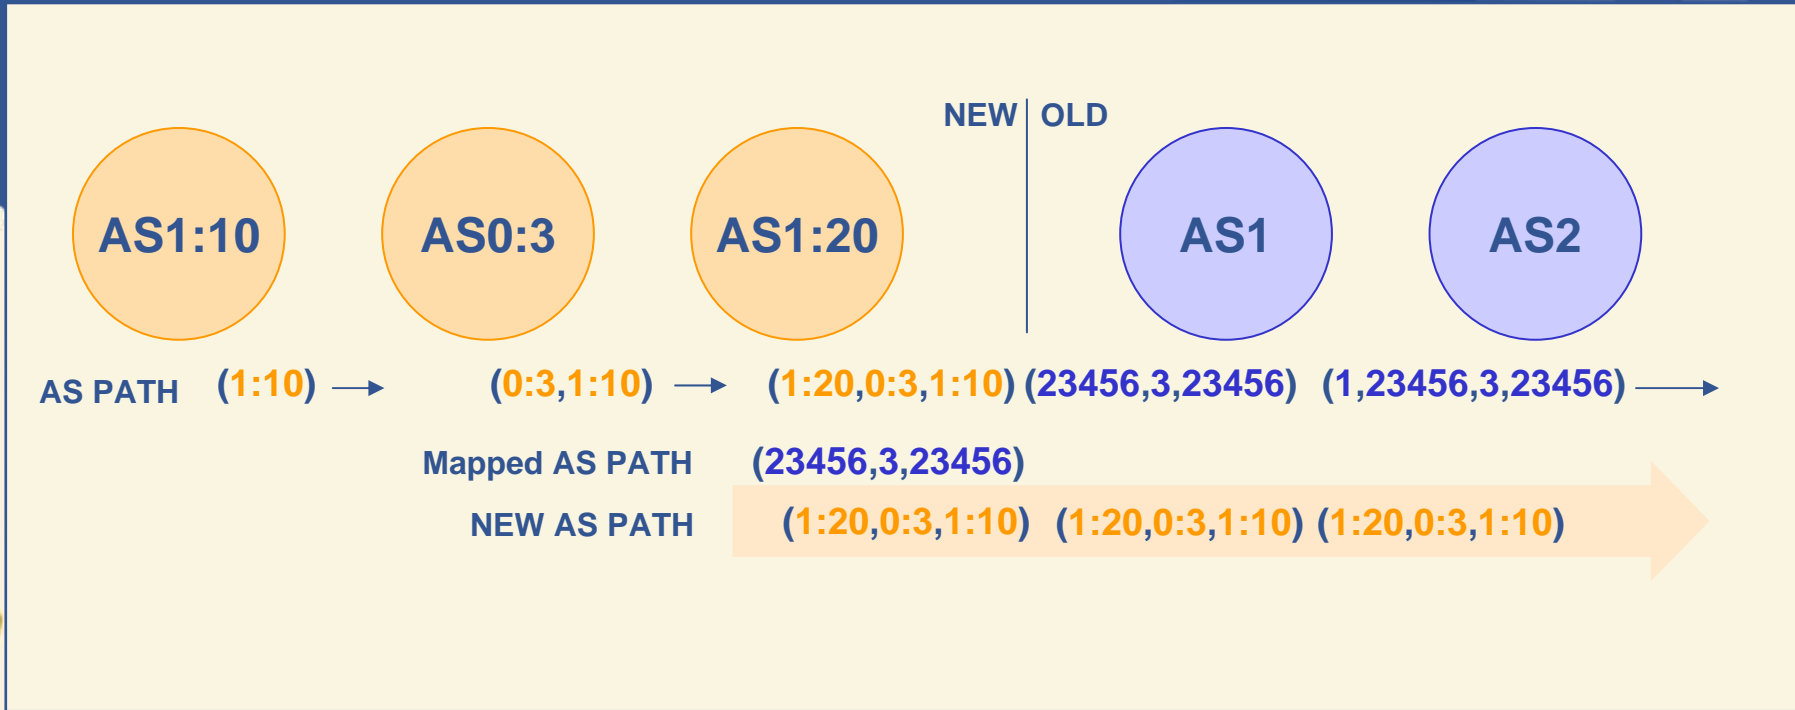 NEW OLD
AS1:10 AS0:3 AS1:20 AS1 AS2
AS PATH (1:10) (0:3,1:10) (1:20,0:3,1:10) (23456,3,23456) (1,23456,3,23456)
Mapped AS PATH (23456,3,23456)
NEW AS PATH (1:20,0:3,1:10) (1:20,0:3,1:10) (1:20,0:3,1:10)